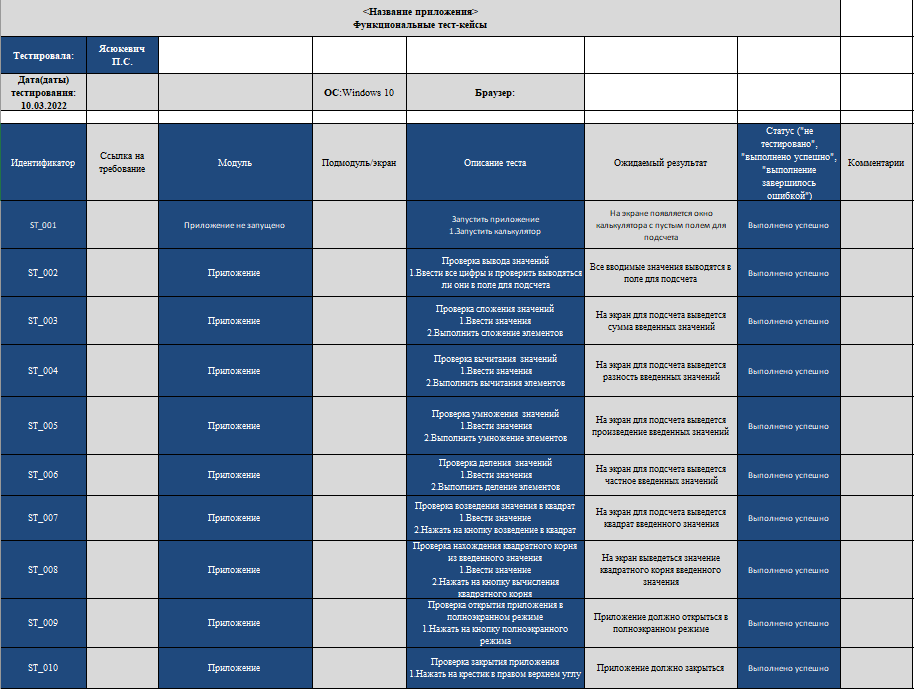 <Название приложения>
Функциональные тест-кейсы
Тестировала:
Ясюкевич
П.С.
Дата(даты)
тестирования:
10.03.2022
ОС:Windows 10
Браузер:
Идентификатор
Ссылка на
требование
Модуль
Подмодуль/экран
Описание теста
Ожидаемый результат
Статус ("не
тестировано",
"выполнено успешно",
"выполнение
завершилось
ошибкой")
Комментарии
ST_001
Приложение не запущено
Запустить приложение
1.Запустить калькулятор
На экране появляется окно
калькулятора с пустым полем для
подсчета
Выполнено успешно
ST_002
Приложение
Проверка вывода значений
1.Ввести все цифры и проверить выводяться
ли они в поле для подсчета
Все вводимые значения выводятся в
поле для подсчета
Выполнено успешно
ST_003
Приложение
Проверка сложения значений
1.Ввести значения
2.Выполнить сложение элементов
На экран для подсчета выведется
сумма введенных значений
Выполнено успешно
ST_004
Приложение
Проверка вычитания значений
1.Ввести значения
2.Выполнить вычитания элементов
На экран для подсчета выведется
разность введенных значений
Выполнено успешно
ST_005
Приложение
Проверка умножения значений
1.Ввести значения
2.Выполнить умножение элементов
На экран для подсчета выведется
произведение введенных значений
Выполнено успешно
ST_006
Приложение
Проверка деления значений
1.Ввести значения
2.Выполнить деление элементов
На экран для подсчета выведется
частное введенных значений
Выполнено успешно
ST_007
Приложение
Проверка возведения значения в квадрат
1.Ввести значение
2.Нажать на кнопку возведение в квадрат
На экран для подсчета выведется
квадрат введенного значения
Выполнено успешно
ST_008
Приложение
Проверка нахождения квадратного корня
из введенного значения
1.Ввести значение
2.Нажать на кнопку вычисления
квадратного корня
На экран выведеться значение
квадратного корня введенного
значения
Выполнено успешно
ST_009
Приложение
Проверка открытия приложения в
полноэкранном режиме
1.Нажать на кнопку полноэкранного
режима
Приложение должно открыться в
полноэкранном режиме
Выполнено успешно
ST_010
Приложение
Проверка закрытия приложения
1.Нажать на крестик в правом верхнем углу
Приложение должно закрыться
Выполнено успешно